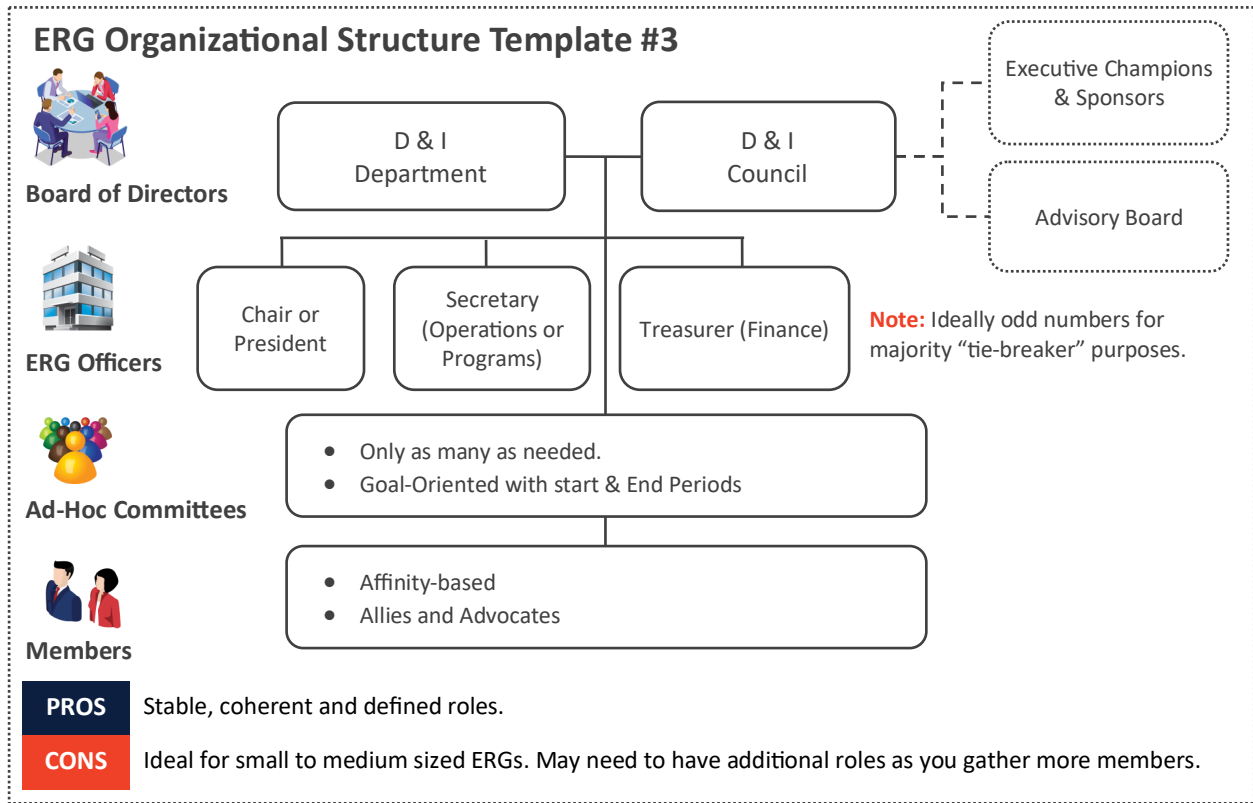 ERG Organizational Structure Template #3
Executive Champions
& Sponsors
D & I
Department
D & I
Council
Board of Directors
Advisory Board
Chair or
President
Secretary
(Operations or
Programs)
Treasurer (Finance)
Note: Ideally odd numbers for
majority “tie-breaker” purposes.
ERG Officers
• Only as many as needed.
• Goal-Oriented with start & End Periods
Ad-Hoc Committees
• Affinity-based
• Allies and Advocates
Members
PROS Stable, coherent and defined roles.
CONS Ideal for small to medium sized ERGs. May need to have additional roles as you gather more members.